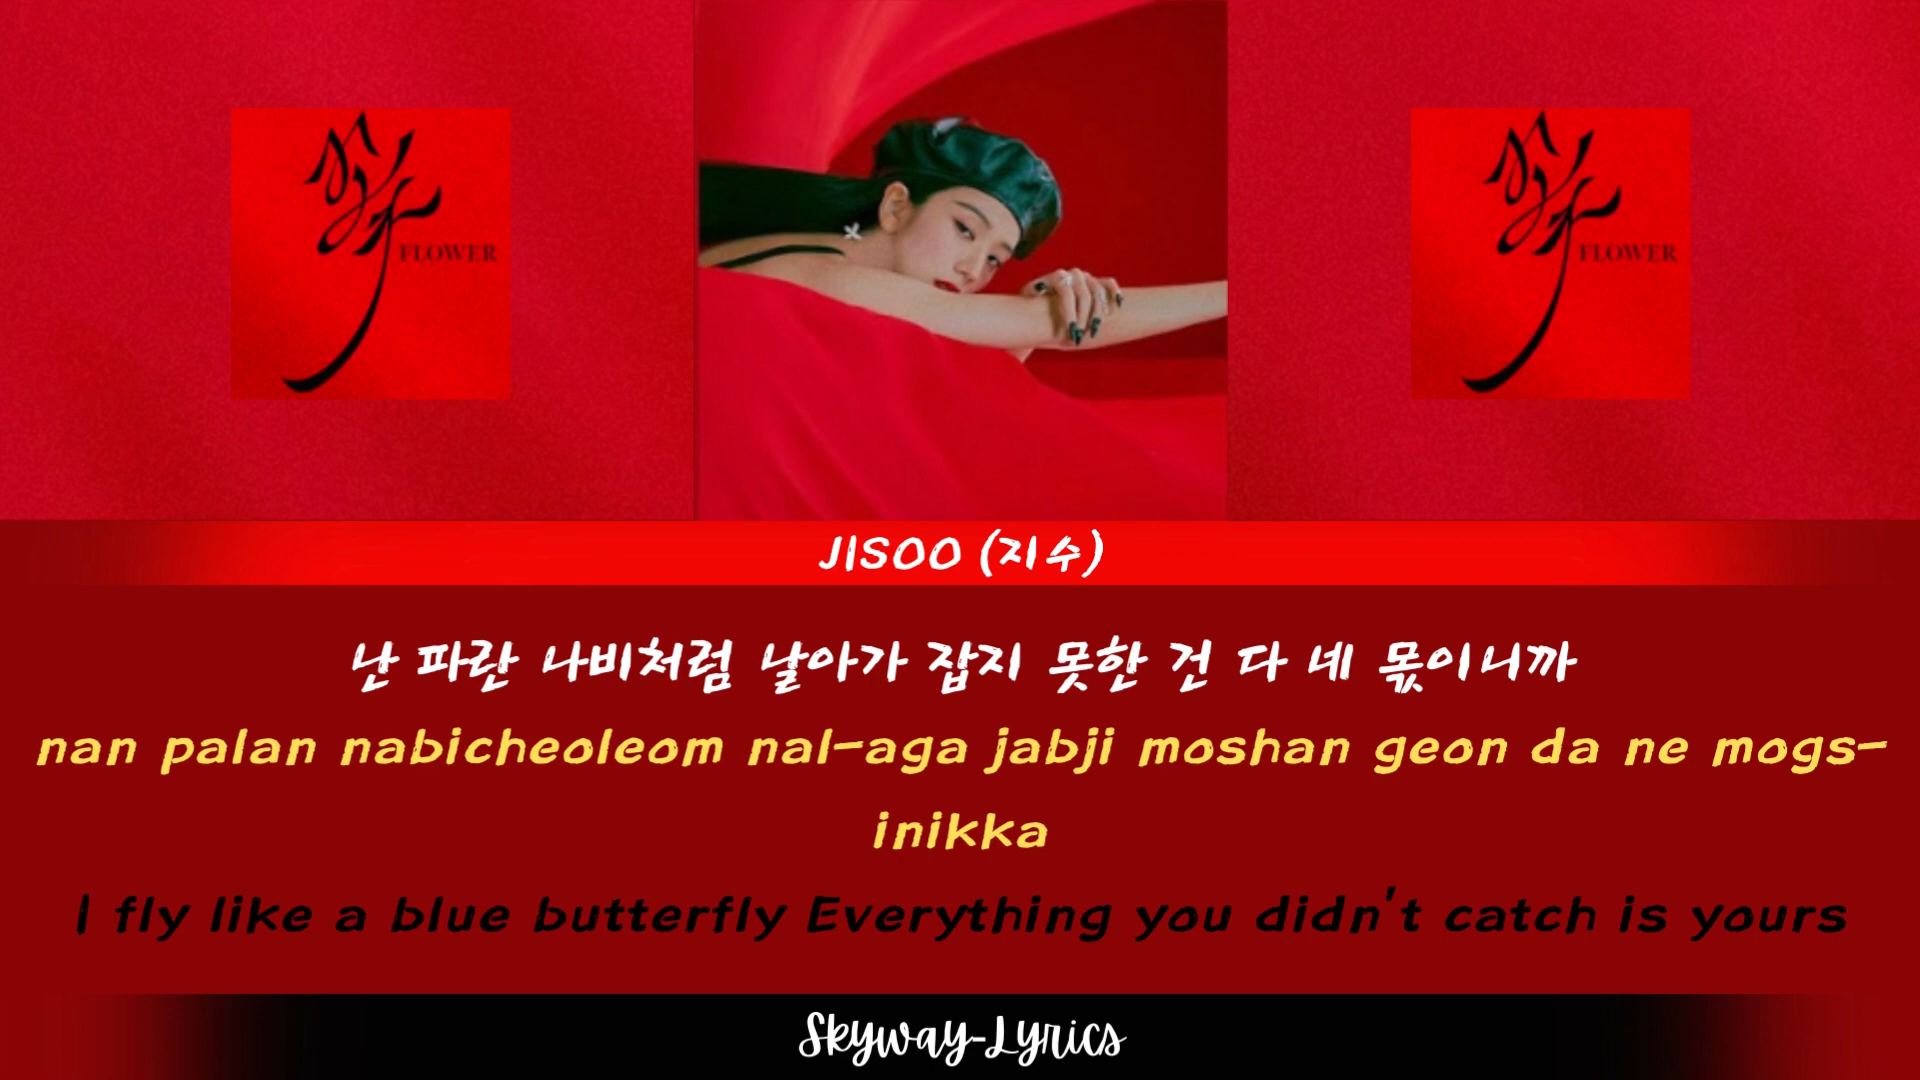 꽃
FLOWER
꽃
FLOWER
JISOO (지수)
난 파란 나비처럼 날아가 잡지 못한 건 다 네 몫이니까
nan palan nabicheoleom nal-aga jabji moshan geon da ne mogs-
inikka
I fly like a blue butterfly Everything you didn't catch is yours
Skyway-Lyrics